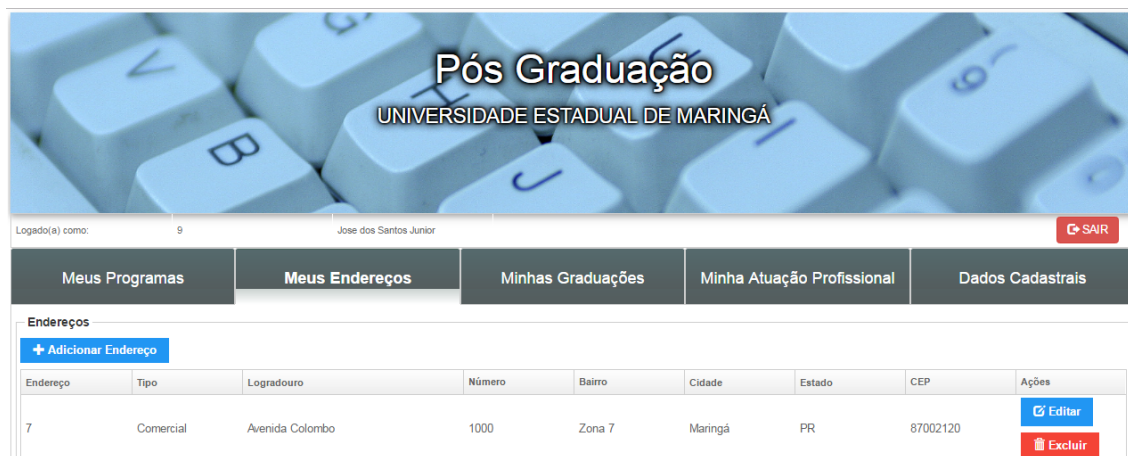 Pós Graduação
UNIVERSIDADE ESTADUAL DE MARINGÁ
Logado(a) como: 9 Jose dos Santos Junior SAIR
Meus Programas Meus Endereços Minhas Graduações Minha Atuação Profissional Dados Cadastrais
Endereços
Adicionar Endereço
Endereço Tipo Logradouro Número Bairro Cidade Estado CEP Ações
7 Comercial Avenida Colombo 1000 Zona 7 Maringá PR 87002120 Editar
Excluir